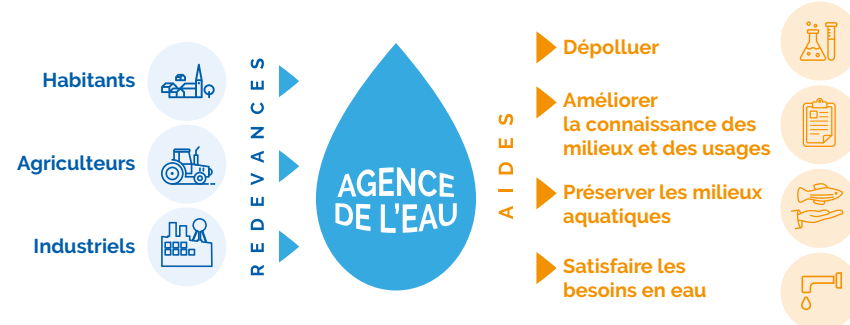 Habitants
Agriculteurs
Industriels
REDEVANCES
AGENCE
DE L'EAU
AIDES
Dépolluer
Améliorer
la connaissance des
milieux et des usages
Préserver les milieux
aquatiques
Satisfaire les
besoins en eau